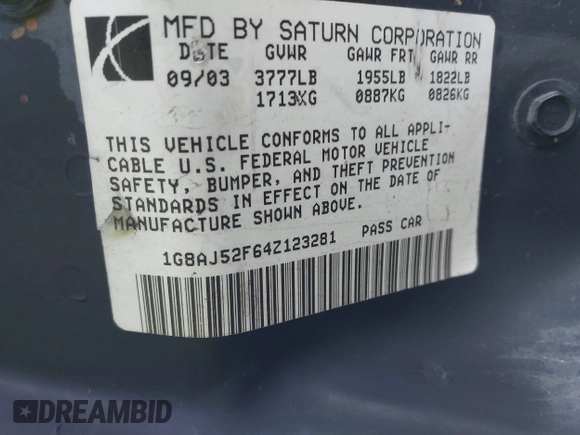 MFD BY SATURN CORPORATION
DATE GVWR GAWR FRT GAWR RR
09/03 3777LB 1955LB 1822LB
1713KG 0887KG 0826KG
THIS VEHICLE CONFORMS TO ALL APPLI-
CABLE U.S. FEDERAL MOTOR VEHICLE
SAFETY, BUMPER, AND THEFT PREVENTION
STANDARDS IN EFFECT ON THE DATE OF
MANUFACTURE SHOWN ABOVE.
1G8AJ52F64Z123281 PASS CAR
DREAMBID